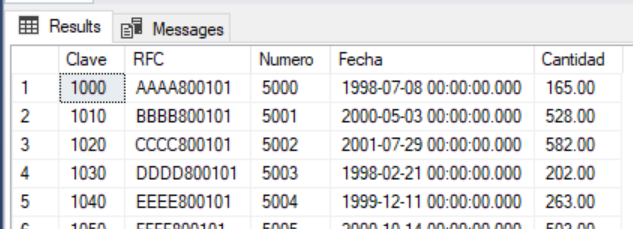 Results Messages
Clave RFC Numero Fecha Cantidad
1 1000 AAAA800101 5000 1998-07-08 00:00:00.000 165.00
2 1010 BBBB800101 5001 2000-05-03 00:00:00.000 528.00
3 1020 CCCC800101 5002 2001-07-29 00:00:00.000 582.00
4 1030 DDDD800101 5003 1998-02-21 00:00:00.000 202.00
5 1040 EEEE800101 5004 1999-12-11 00:00:00.000 263.00
6 1050 FFFF800101 5005 2000-10-14 00:00:00.000